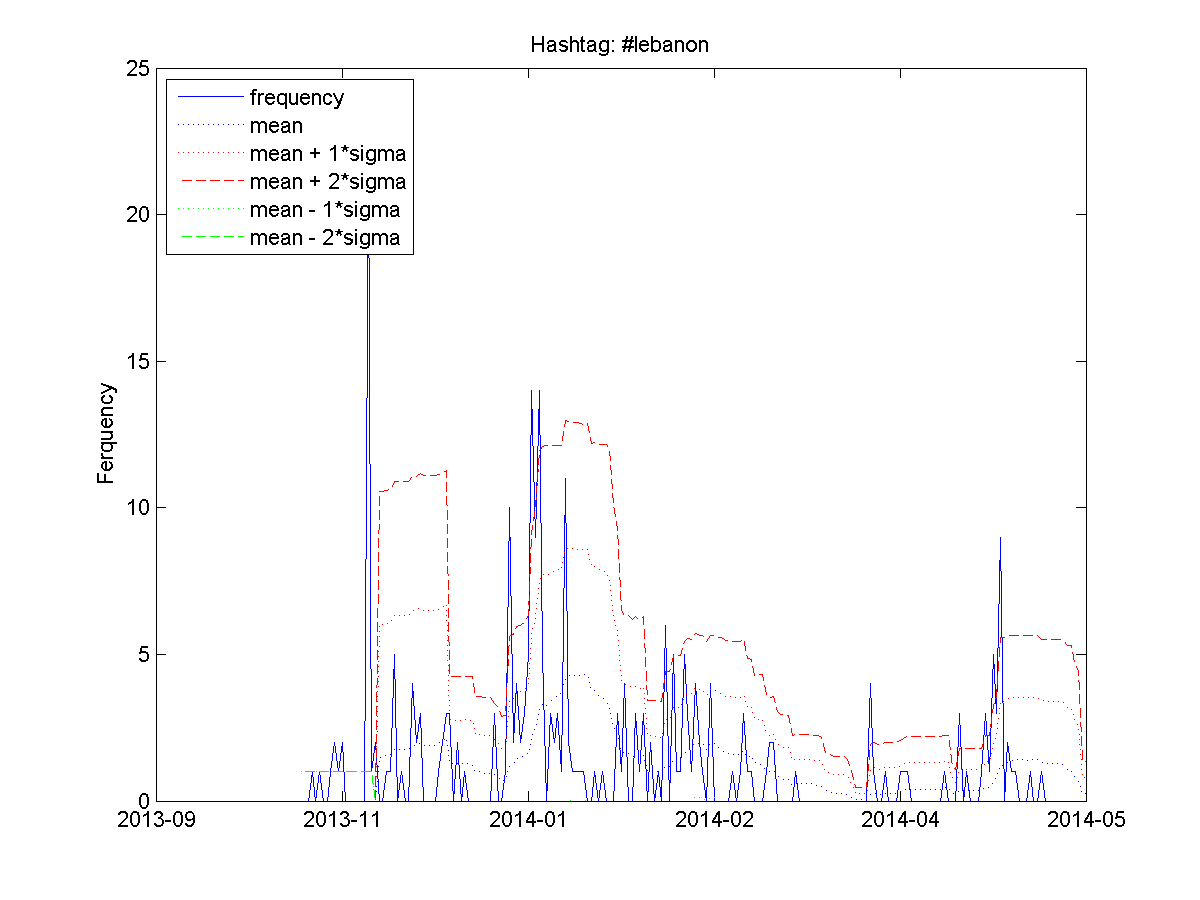 Hashtag: #lebanon
25
20
15
10
5
0
Ferquency
frequency
mean
mean + 1*sigma
mean + 2*sigma
mean - 1*sigma
mean - 2*sigma
2013-09 2013-11 2014-01 2014-02 2014-04 2014-05